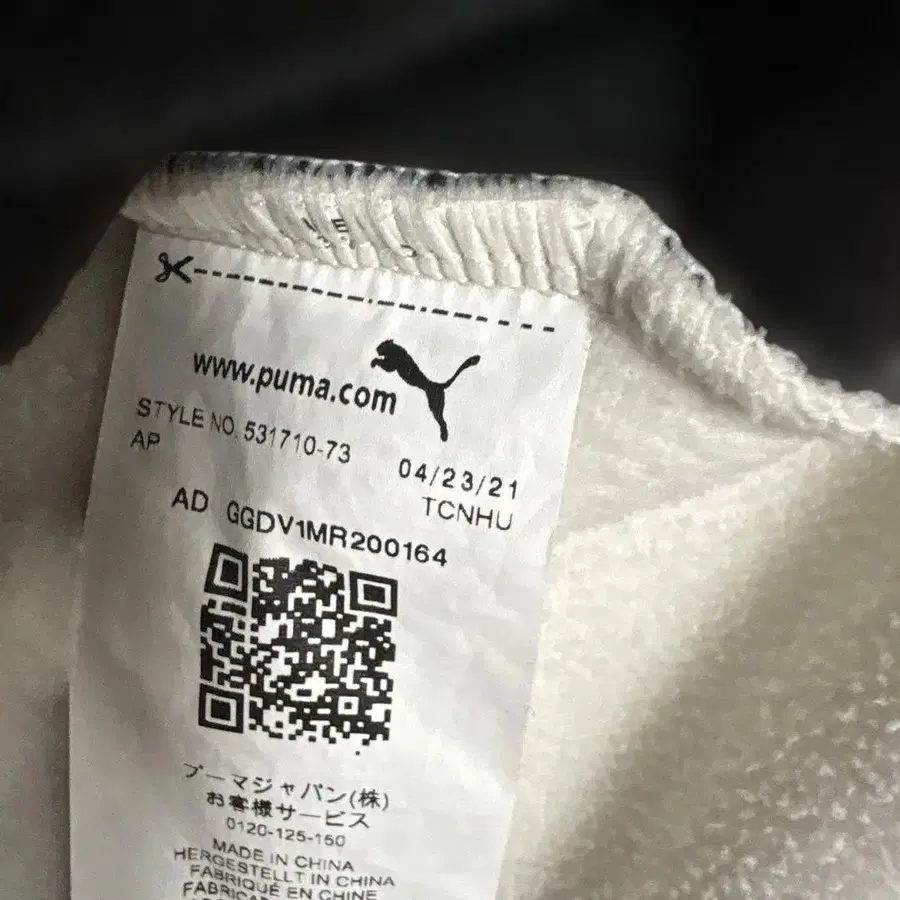 www.puma.com
STYLE NO. 531710-73
AP
04/23/21
TCNHU
AD GGDV1MR200164
プーマジャパン(株)
お客様サービス
0120-125-150
MADE IN CHINA
HERGESTELLT IN CHINA
FABRIQUÉ EN CHINE